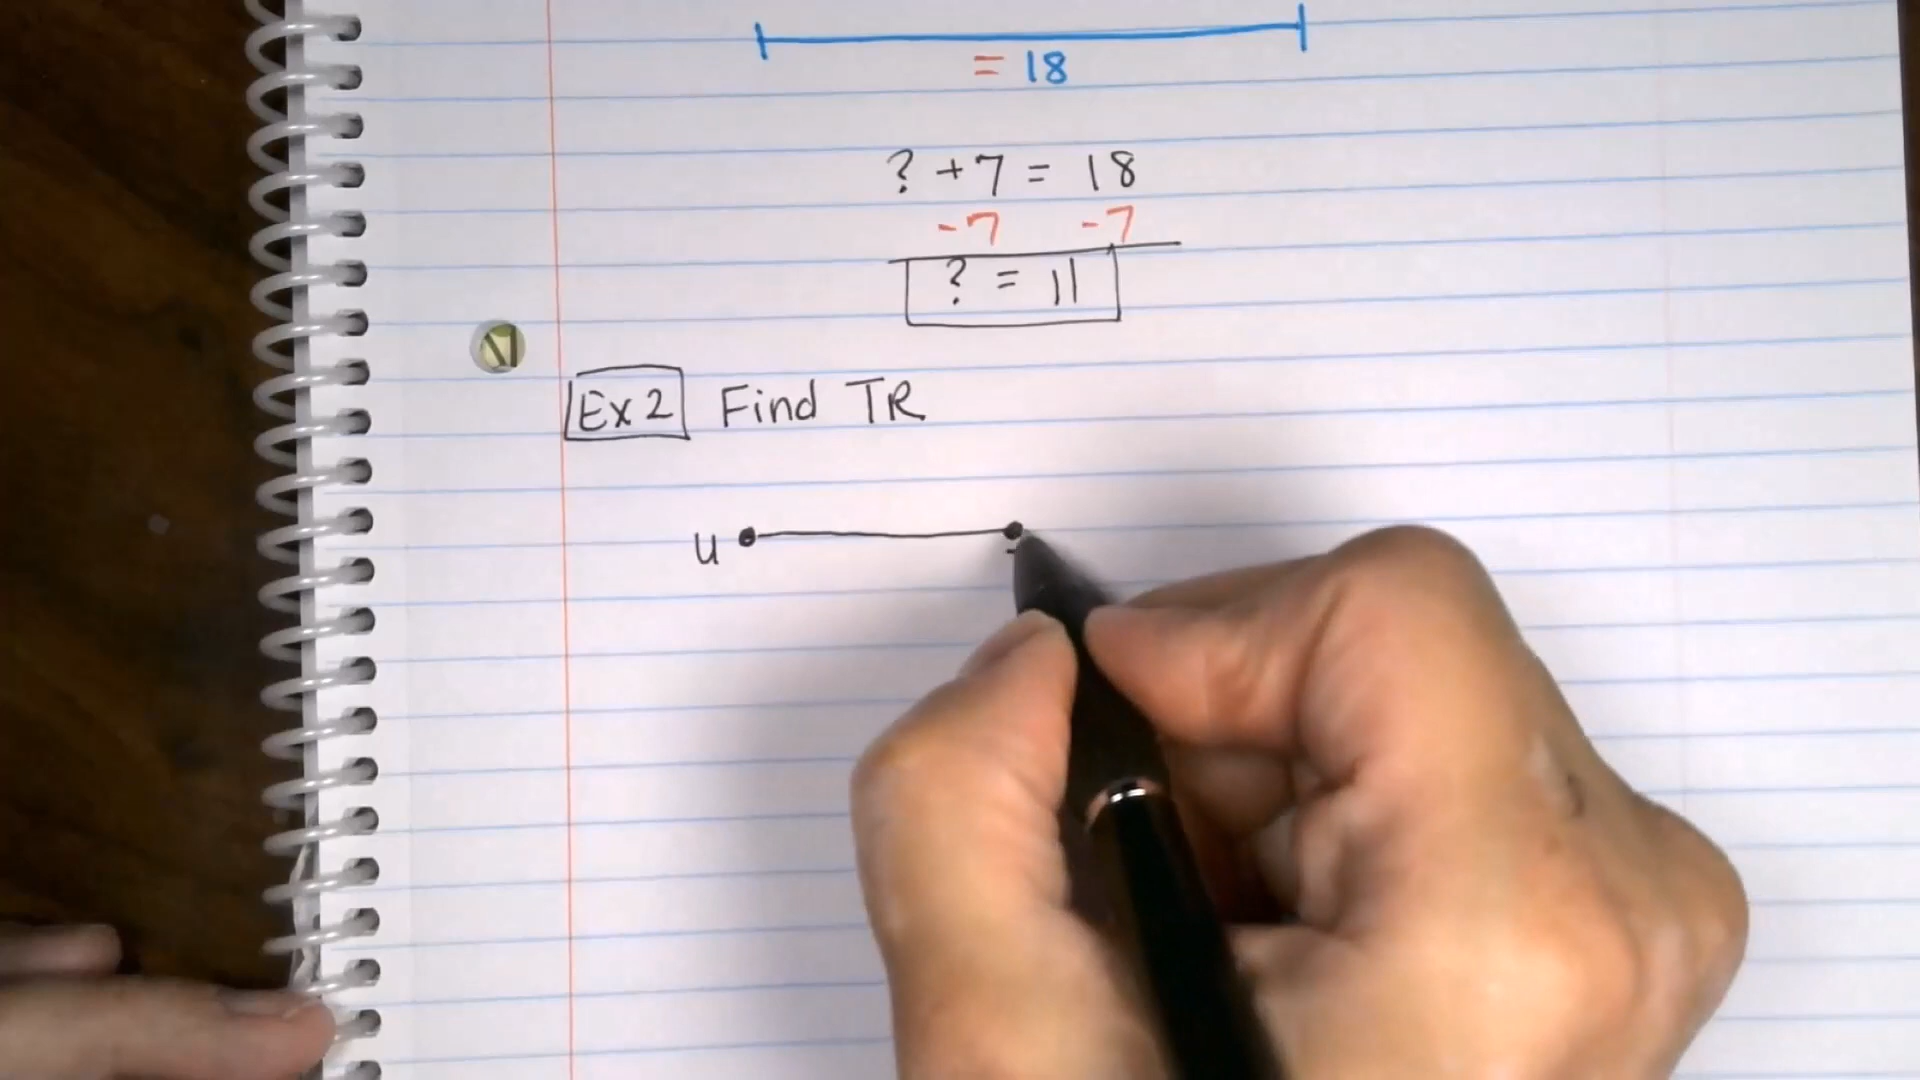 = 18
? + 7 = 18
-7 -7
? = 11
Ex 2 Find TR
U